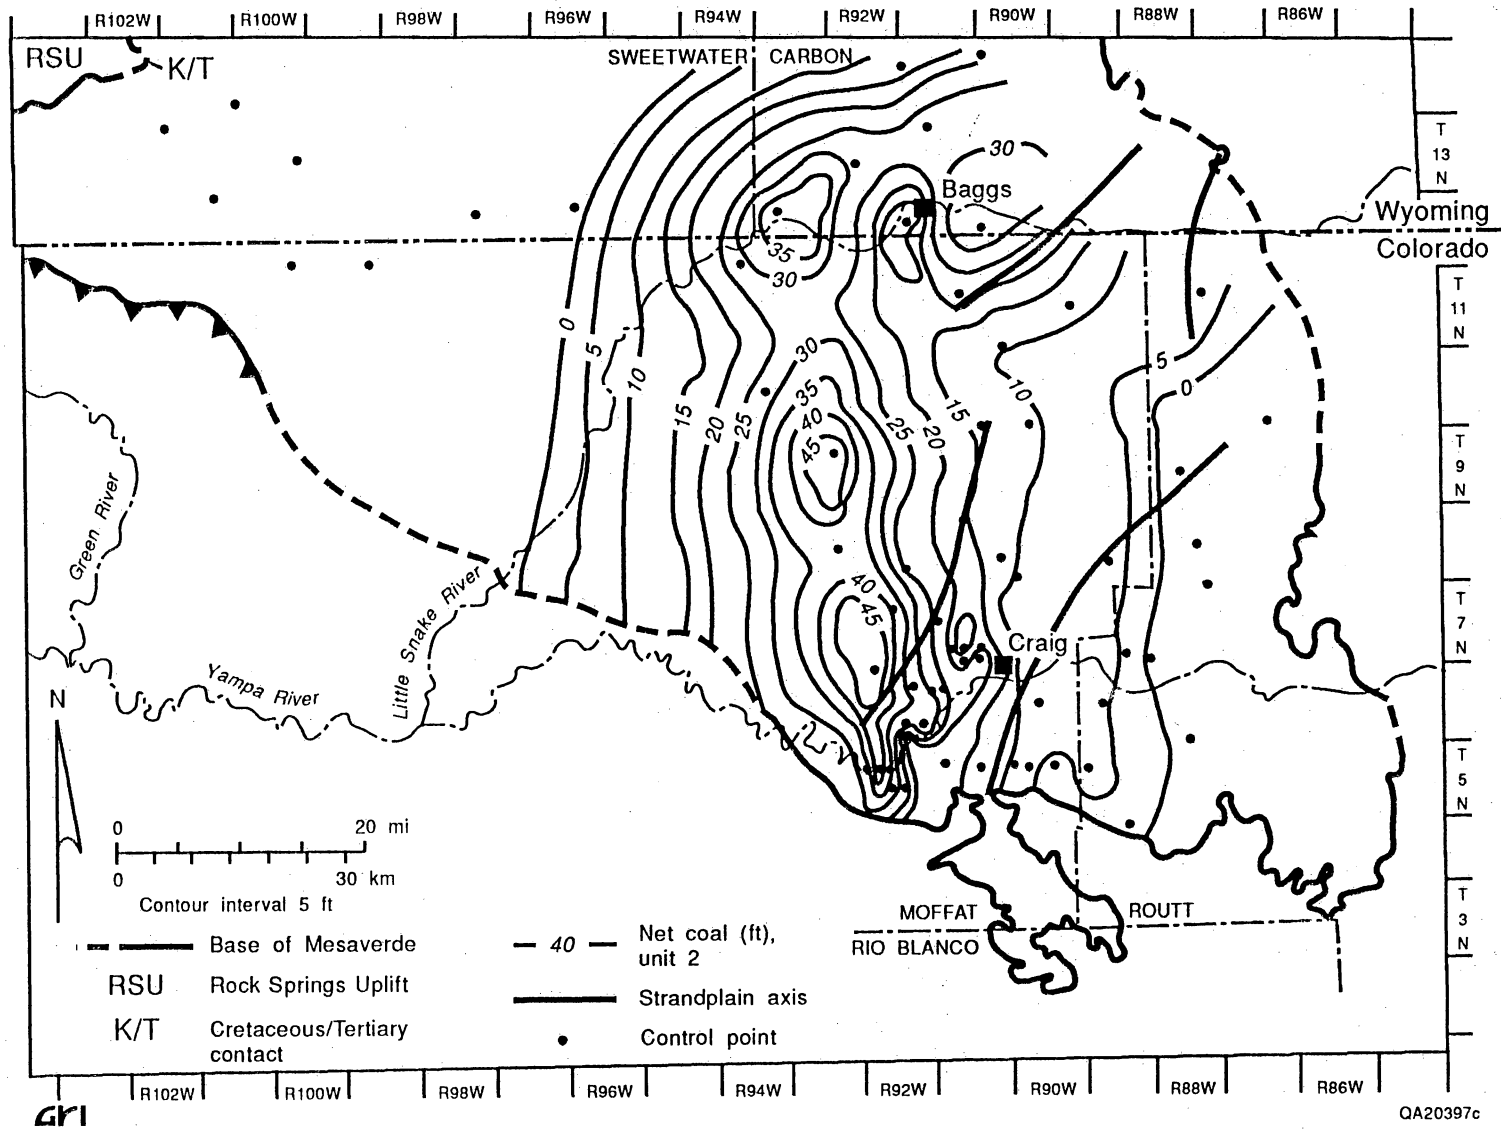 R102W R100W R98W R96W R94W R92W R90W R88W R86W
RSU
K/T
SWEETWATER CARBON
T
13
N
30
Baggs
Wyoming
Colorado
35
30
T
11
N
0
5
10
15
20
25
30
35
40
45
25
20
15
10
5
0
T
9
N
Green River
Little Snake River
Yampa River
40
45
Craig
T
7
N
N
T
5
N
0 20 mi
0 30 km
Contour interval 5 ft
Base of Mesaverde
RSU Rock Springs Uplift
K/T Cretaceous/Tertiary
contact
40 Net coal (ft),
unit 2
Strandplain axis
Control point
MOFFAT ROUTT
RIO BLANCO
T
3
N
R102W R100W R98W R96W R94W R92W R90W R88W R86W
QA20397c